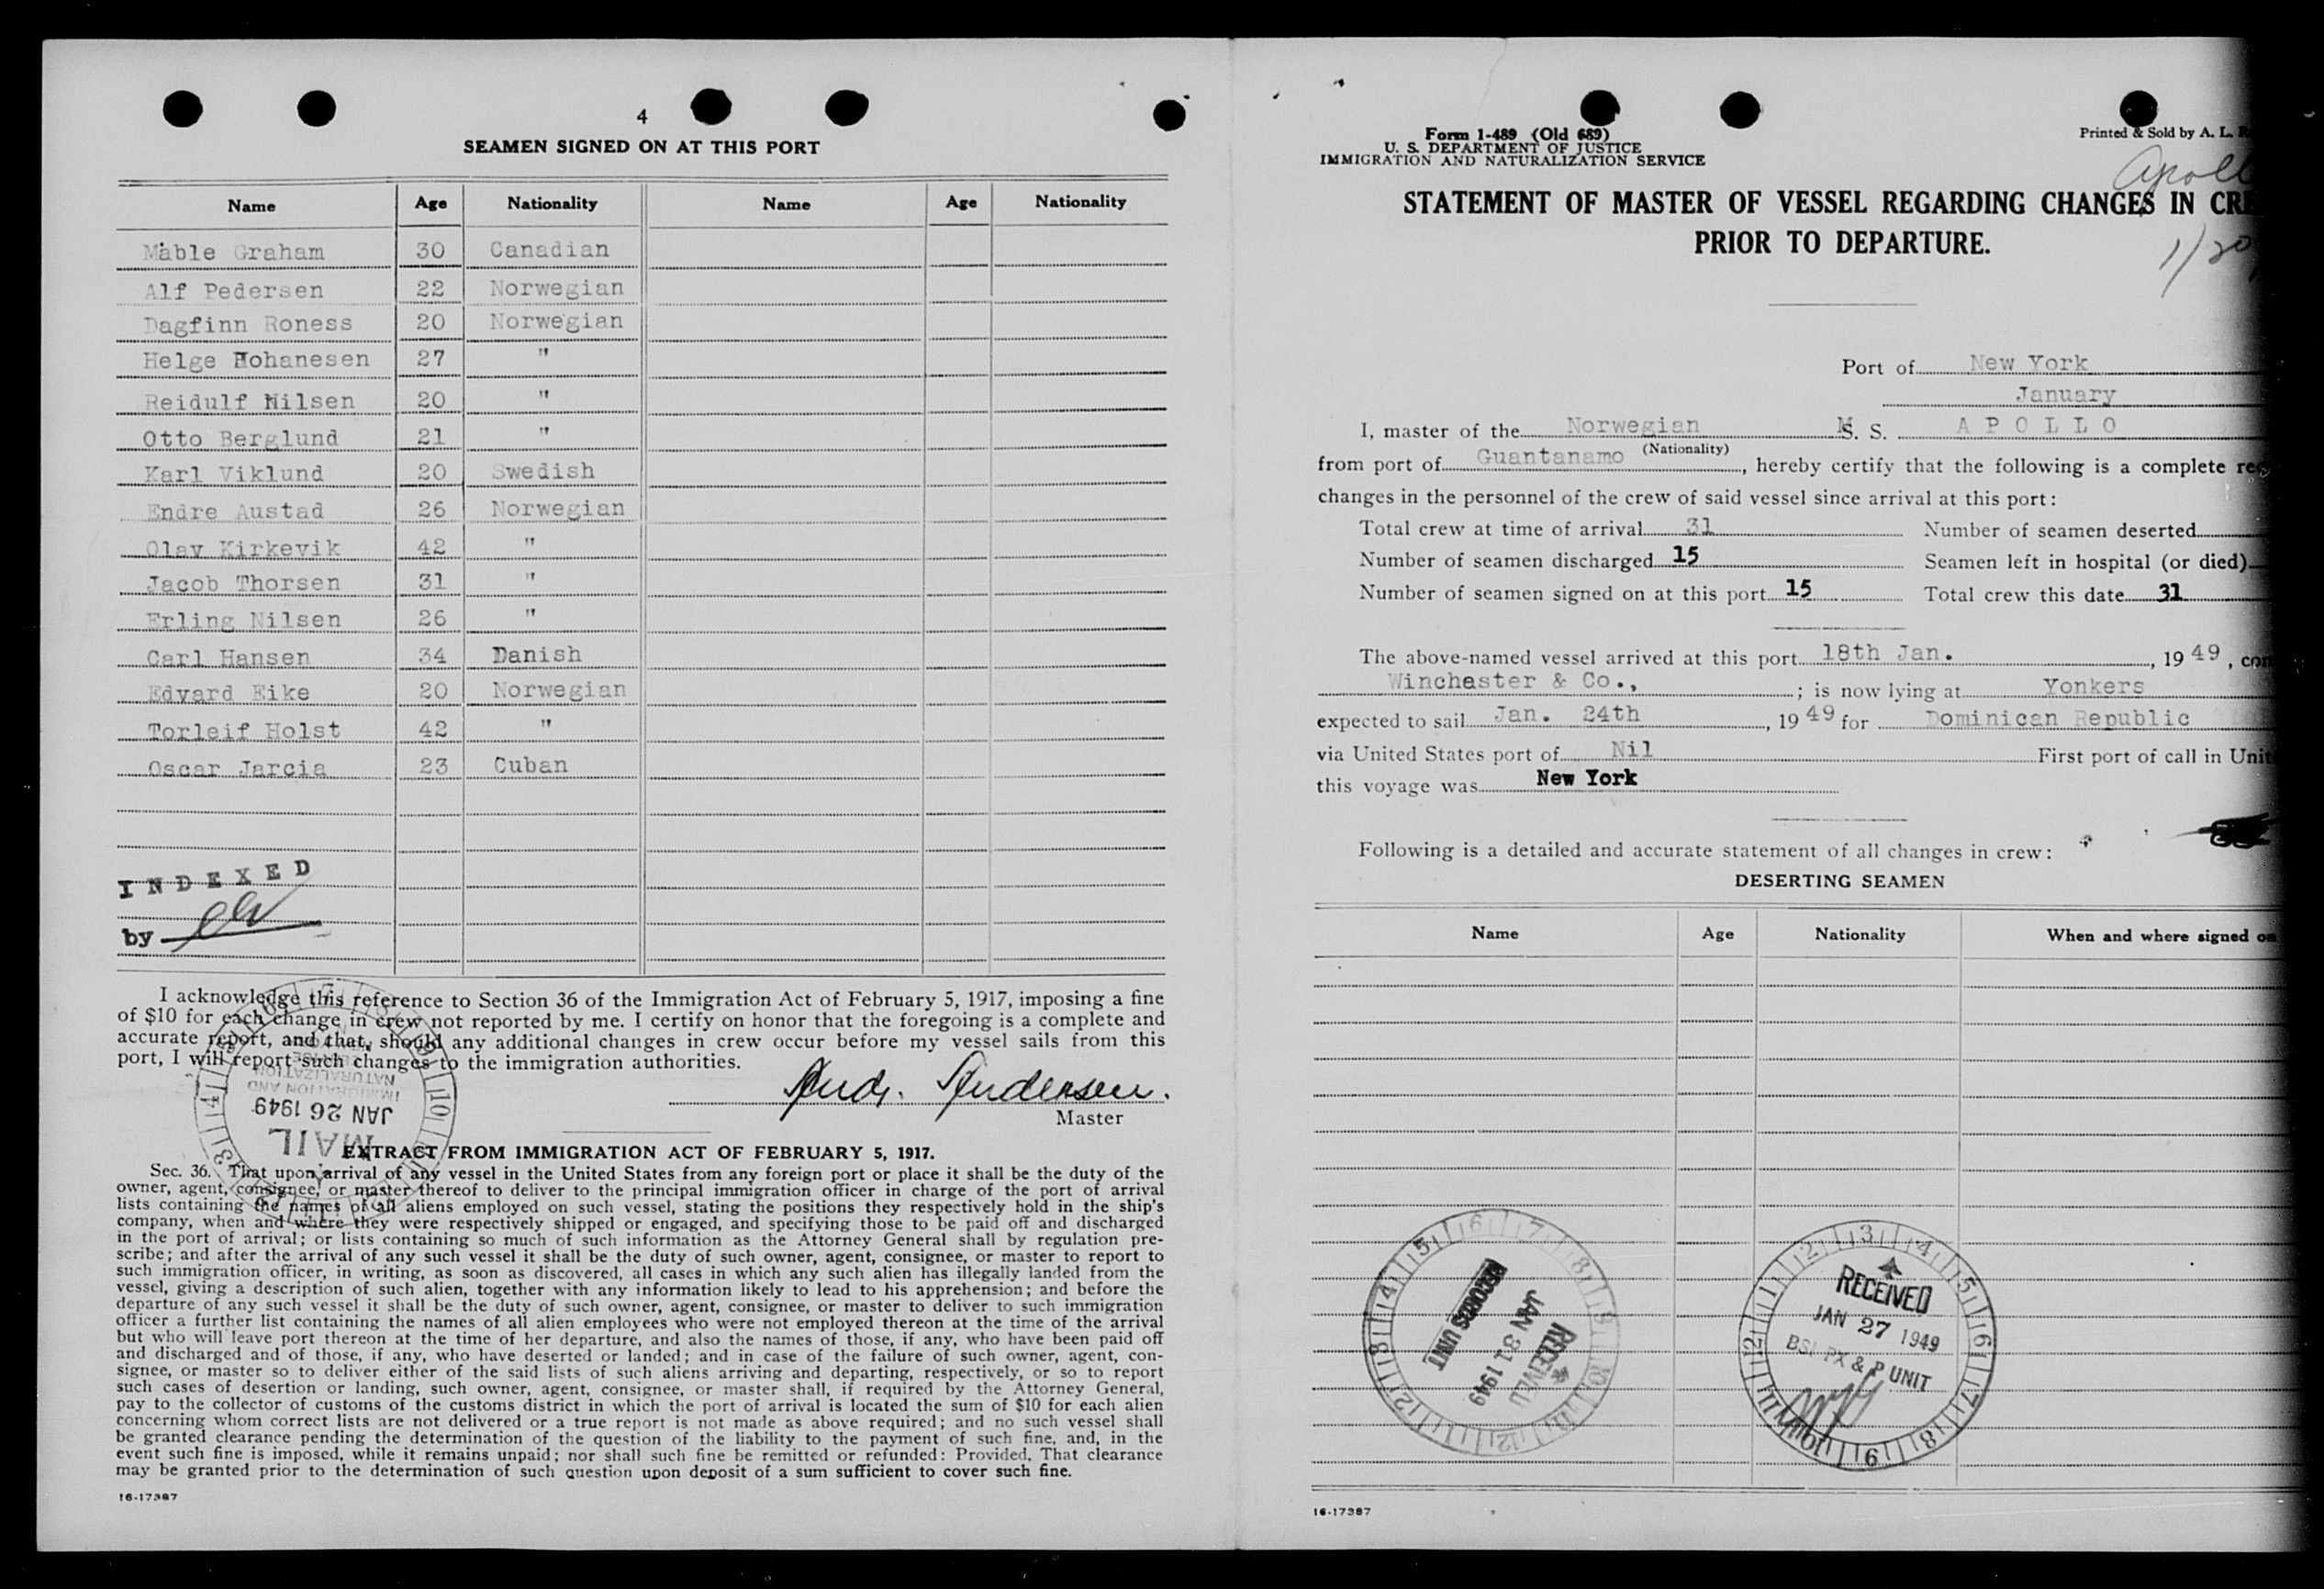 4
SEAMEN SIGNED ON AT THIS PORT
Name Age Nationality Name Age Nationality
Mable Graham 30 Canadian
Alf Pedersen 22 Norwegian
Dagfinn Roness 20 Norwegian
Helge Hohanesen 27 "
Reidulf Nilsen 20 "
Otto Berglund 21 "
Karl Viklund 20 Swedish
Endre Austad 26 Norwegian
Olav Kirkevik 42 "
Jacob Thorsen 31 "
Erling Nilsen 26 "
Carl Hansen 34 Danish
Edvard Eike 20 Norwegian
Torleif Holst 42 "
Oscar Jarcia 23 Cuban
INDEXED
by
I acknowledge this reference to Section 36 of the Immigration Act of February 5, 1917, imposing a fine
of $10 for each change in crew not reported by me. I certify on honor that the foregoing is a complete and
accurate report, and that, should any additional changes in crew occur before my vessel sails from this
port, I will report such changes to the immigration authorities.
Andr. Andersen.
Master
IMMIGRATION AND
NATURALIZATION
JAN 26 1949
MAIL
EXTRACT FROM IMMIGRATION ACT OF FEBRUARY 5, 1917.
Sec. 36. That upon arrival of any vessel in the United States from any foreign port or place it shall be the duty of the
owner, agent, consignee, or master thereof to deliver to the principal immigration officer in charge of the port of arrival
lists containing the names of all aliens employed on such vessel, stating the positions they respectively hold in the ship's
company, when and where they were respectively shipped or engaged, and specifying those to be paid off and discharged
in the port of arrival; or lists containing so much of such information as the Attorney General shall by regulation pre-
scribe; and after the arrival of any such vessel it shall be the duty of such owner, agent, consignee, or master to report to
such immigration officer, in writing, as soon as discovered, all cases in which any such alien has illegally landed from the
vessel, giving a description of such alien, together with any information likely to lead to his apprehension; and before the
departure of any such vessel it shall be the duty of such owner, agent, consignee, or master to deliver to such immigration
officer a further list containing the names of all alien employees who were not employed thereon at the time of the arrival
but who will leave port thereon at the time of her departure, and also the names of those, if any, who have been paid off
and discharged and of those, if any, who have deserted or landed; and in case of the failure of such owner, agent, con-
signee, or master so to deliver either of the said lists of such aliens arriving and departing, respectively, or so to report
such cases of desertion or landing, such owner, agent, consignee, or master shall, if required by the Attorney General,
pay to the collector of customs of the customs district in which the port of arrival is located the sum of $10 for each alien
concerning whom correct lists are not delivered or a true report is not made as above required; and no such vessel shall
be granted clearance pending the determination of the question of the liability to the payment of such fine, and, in the
event such fine is imposed, while it remains unpaid; nor shall such fine be remitted or refunded: Provided, That clearance
may be granted prior to the determination of such question upon deposit of a sum sufficient to cover such fine.
16-17387
Form 1-489 (Old 689)
U. S. DEPARTMENT OF JUSTICE
IMMIGRATION AND NATURALIZATION SERVICE
Printed & Sold by A. L.
Apoll
STATEMENT OF MASTER OF VESSEL REGARDING CHANGES IN CRE
PRIOR TO DEPARTURE.
1/20
Port of New York
January
I, master of the Norwegian M. S. APOLLO
(Nationality)
from port of Guantanamo, hereby certify that the following is a complete rec
changes in the personnel of the crew of said vessel since arrival at this port:
Total crew at time of arrival 31 Number of seamen deserted
Number of seamen discharged 15 Seamen left in hospital (or died)
Number of seamen signed on at this port 15 Total crew this date 31
The above-named vessel arrived at this port 18th Jan., 1949, con
Winchester & Co.,; is now lying at Yonkers
expected to sail Jan. 24th, 1949 for Dominican Republic
via United States port of Nil First port of call in Unit
this voyage was New York
Following is a detailed and accurate statement of all changes in crew:
DESERTING SEAMEN
Name Age Nationality When and where signed on
RECORDS UNIT
JAN 31 1949
RECEIVED
RECEIVED
JAN 27 1949
BSI PX & P UNIT
16-17387